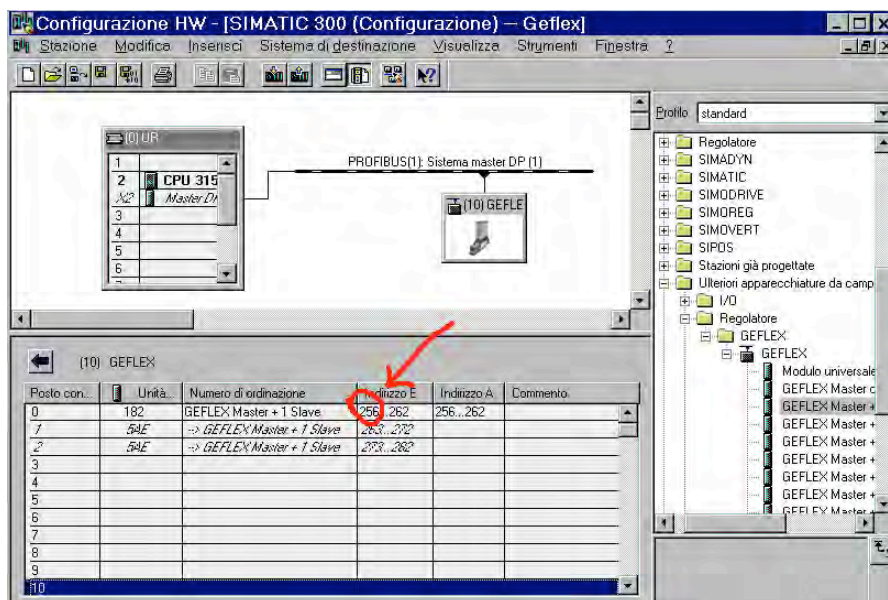 Configurazione HW - [SIMATIC 300 (Configurazione) — Geflex]
Stazione Modifica Inserisci Sistema di destinazione Visualizza Strumenti Finestra ?
(0) UR
1
2 CPU 315
X2 Master DP
3
4
5
6
PROFIBUS(1): Sistema master DP (1)
(10) GEFLE
Profilo standard
Regolatore
SIMADYN
SIMATIC
SIMODRIVE
SIMOREG
SIMOVERT
SIPOS
Stazioni già progettate
Ulteriori apparecchiature da camp
I/O
Regolatore
GEFLEX
GEFLEX
Modulo universale
GEFLEX Master c
GEFLEX Master +
GEFLEX Master +
GEFLEX Master +
GEFLEX Master +
GEFLEX Master +
GEFLEX Master +
GEFLEX Master +
(10) GEFLEX
Posto con... Unità... Numero di ordinazione Indirizzo E Indirizzo A Commento
0 182 GEFLEX Master + 1 Slave 256...262 256...262
1 5AE -> GEFLEX Master + 1 Slave 263...272
2 5AE -> GEFLEX Master + 1 Slave 273...282
3
4
5
6
7
8
9
10